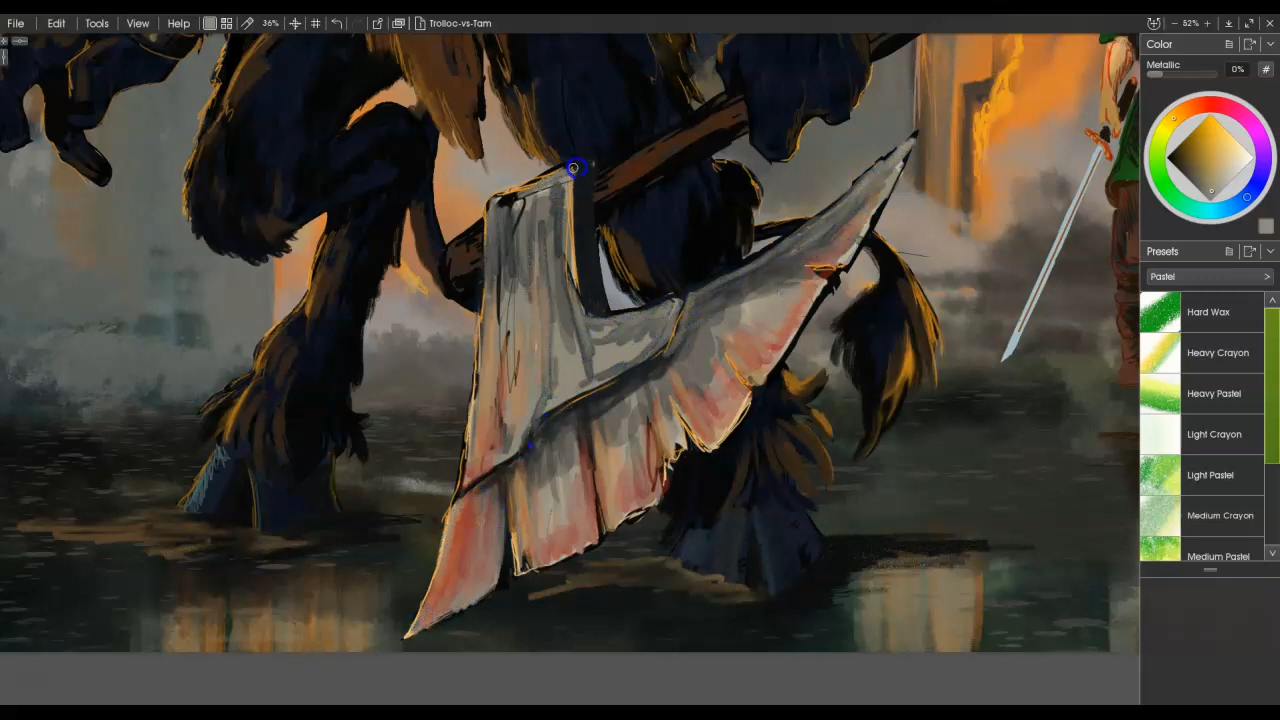 File Edit Tools View Help 36% Trolloc-vs-Tam - 52% +
Color
Metallic
0% #
Presets
Pastel >
Hard Wax
Heavy Crayon
Heavy Pastel
Light Crayon
Light Pastel
Medium Crayon
Medium Pastel